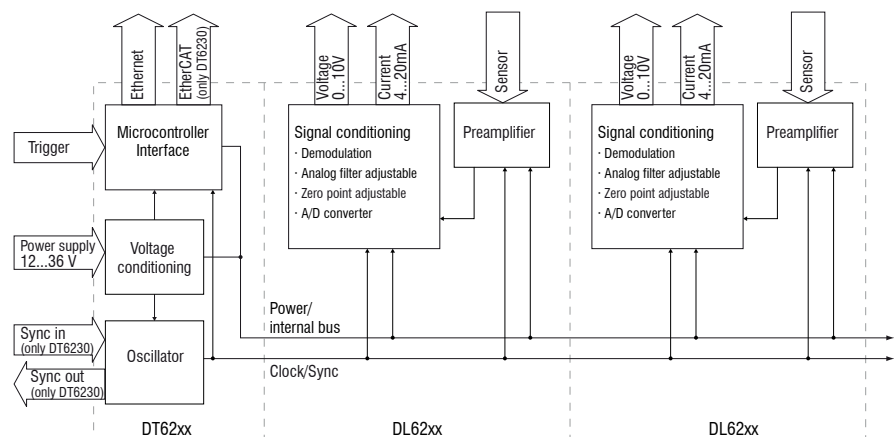 Ethernet
EtherCAT
(only DT6230)
Voltage
0...10V
Current
4...20mA
Sensor
Voltage
0...10V
Current
4...20mA
Sensor
Trigger
Microcontroller
Interface
Signal conditioning
· Demodulation
· Analog filter adjustable
· Zero point adjustable
· A/D converter
Preamplifier
Signal conditioning
· Demodulation
· Analog filter adjustable
· Zero point adjustable
· A/D converter
Preamplifier
Power supply
12...36 V
Voltage
conditioning
Power/
internal bus
Sync in
(only DT6230)
Oscillator
Sync out
(only DT6230)
Clock/Sync
DT62xx
DL62xx
DL62xx